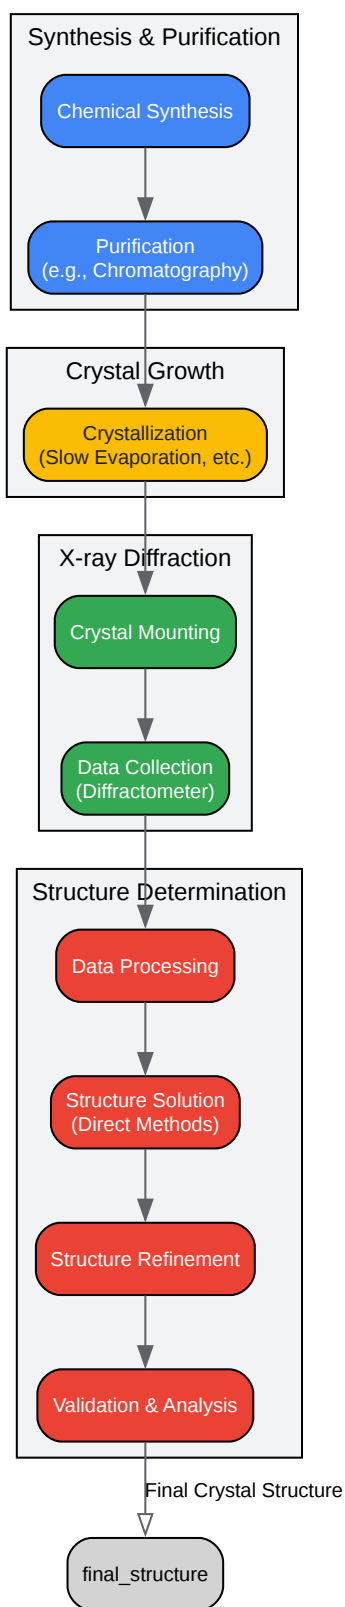 Synthesis & Purification
Chemical Synthesis
Purification
(e.g., Chromatography)
Crystal Growth
Crystallization
(Slow Evaporation, etc.)
X-ray Diffraction
Crystal Mounting
Data Collection
(Diffractometer)
Structure Determination
Data Processing
Structure Solution
(Direct Methods)
Structure Refinement
Validation & Analysis
Final Crystal Structure
final_structure